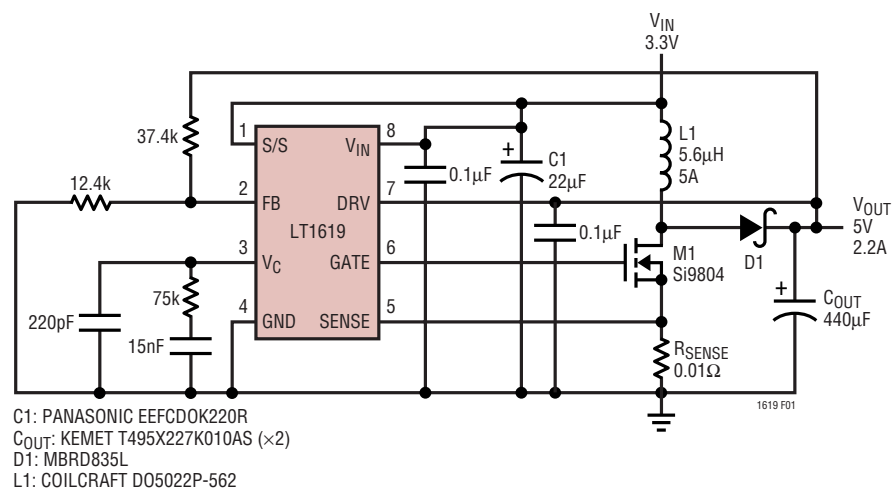 VIN
3.3V
37.4k
12.4k
1
S/S
VIN
8
0.1µF
+
C1
22µF
L1
5.6µH
5A
2
FB
DRV
7
LT1619
0.1µF
VOUT
5V
2.2A
3
VC
GATE
6
M1
Si9804
D1
75k
220pF
15nF
4
GND
SENSE
5
+
COUT
440µF
RSENSE
0.01Ω
1619 F01
C1: PANASONIC EEFCDOK220R
COUT: KEMET T495X227K010AS (×2)
D1: MBRD835L
L1: COILCRAFT DO5022P-562